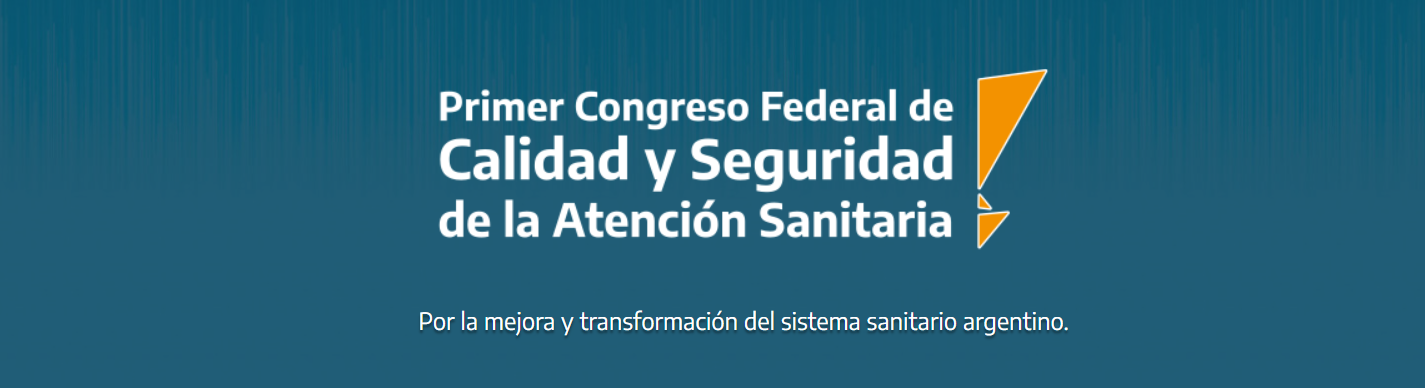 Primer Congreso Federal de
Calidad y Seguridad
de la Atención Sanitaria
Por la mejora y transformación del sistema sanitario argentino.